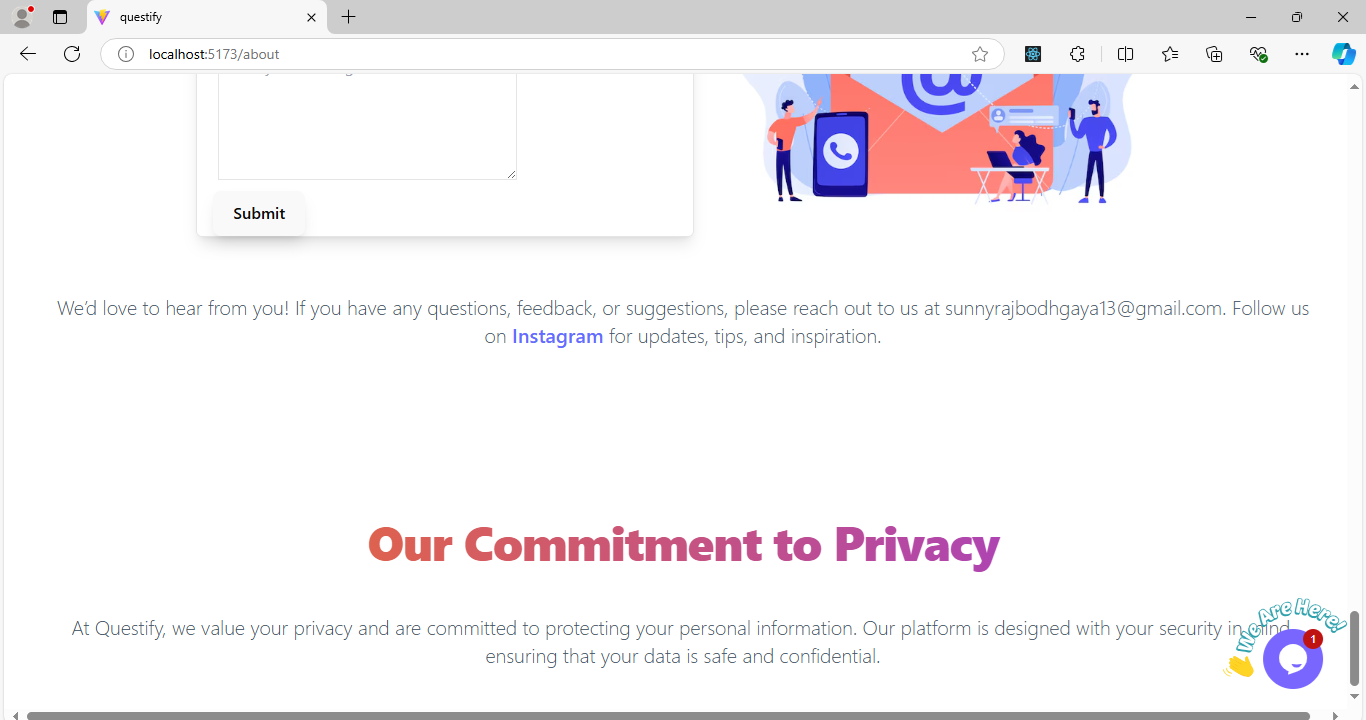 questify
localhost:5173/about
Submit
We'd love to hear from you! If you have any questions, feedback, or suggestions, please reach out to us at sunnyrajbodhgaya13@gmail.com. Follow us
on Instagram for updates, tips, and inspiration.
Our Commitment to Privacy
At Questify, we value your privacy and are committed to protecting your personal information. Our platform is designed with your security in mind,
ensuring that your data is safe and confidential.
We Are Here!
1